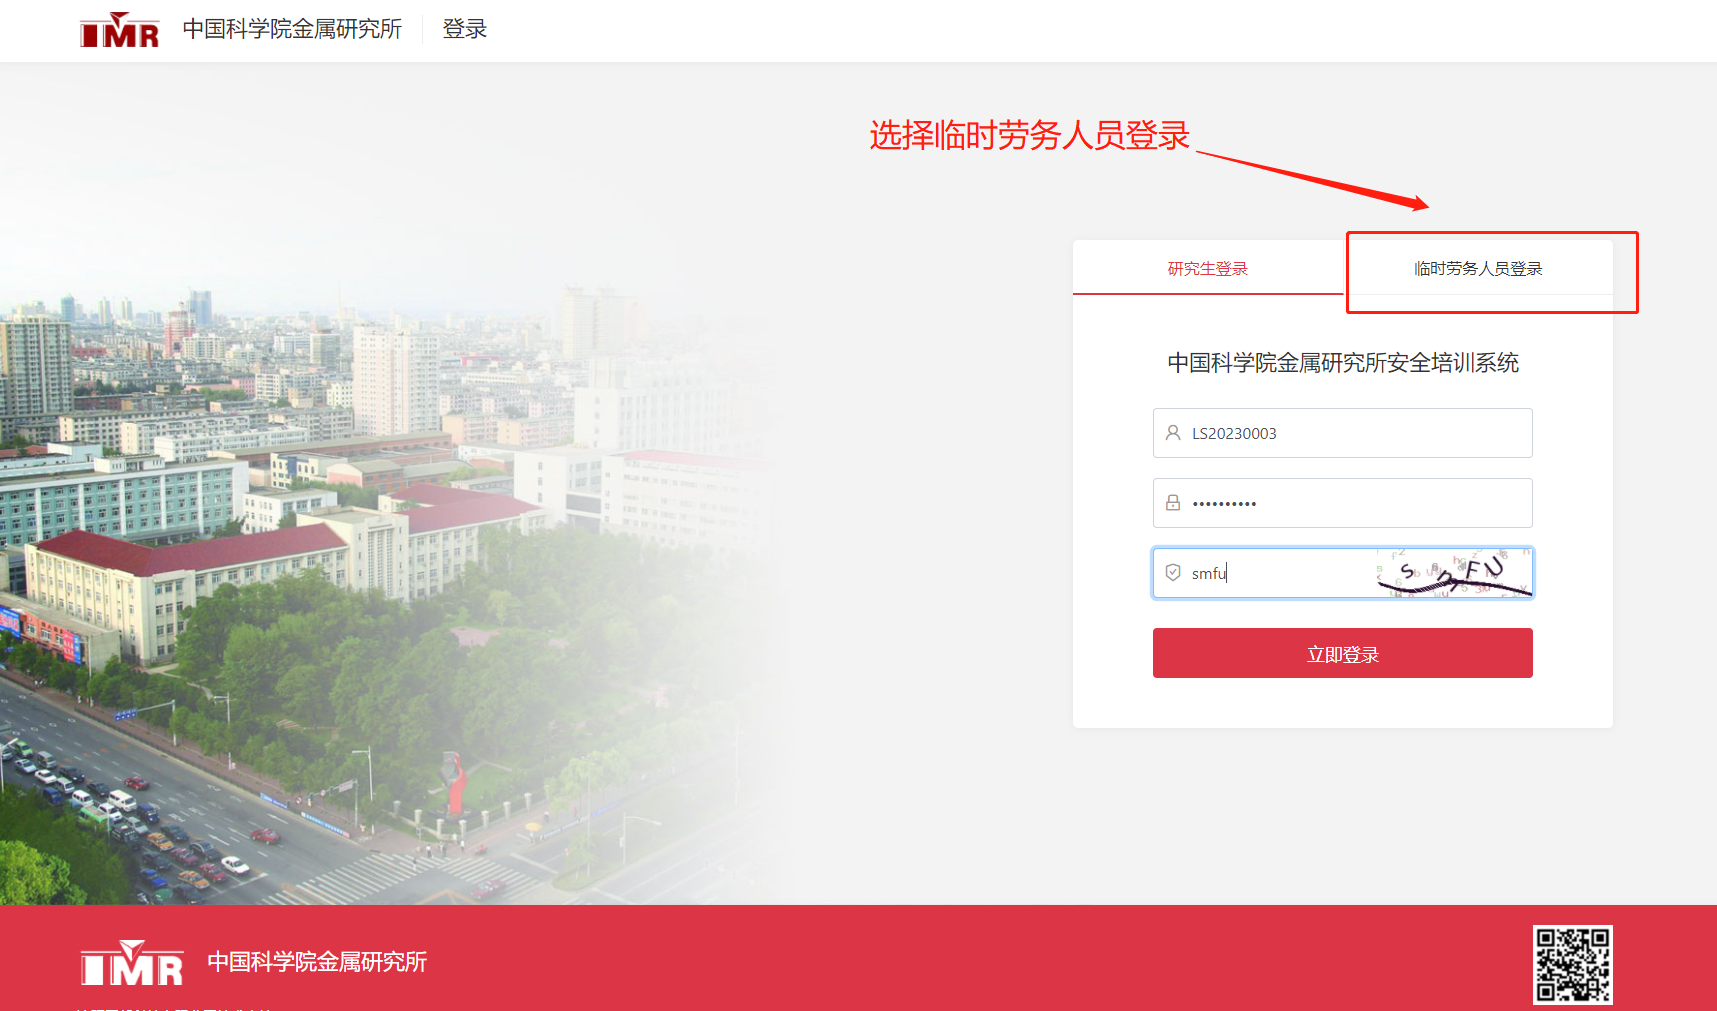 IMR 中国科学院金属研究所 登录
选择临时劳务人员登录
研究生登录 临时劳务人员登录
中国科学院金属研究所安全培训系统
LS20230003
••••••••••
smfu
立即登录
IMR 中国科学院金属研究所